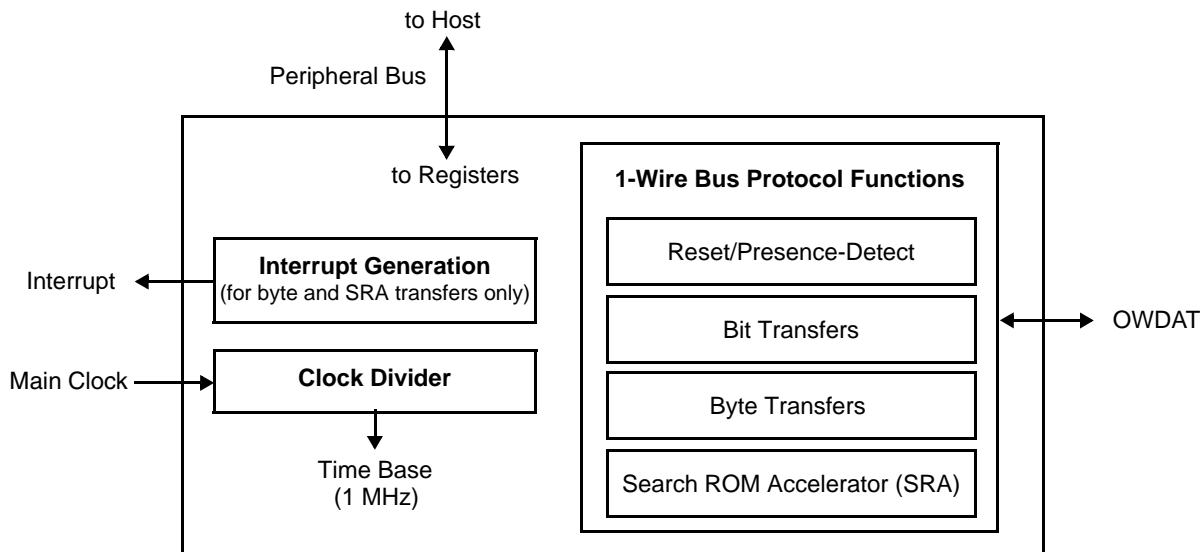 to Host
Peripheral Bus
to Registers
1-Wire Bus Protocol Functions
Reset/Presence-Detect
Interrupt Generation
(for byte and SRA transfers only)
Interrupt
Bit Transfers
OWDAT
Main Clock
Clock Divider
Byte Transfers
Time Base
(1 MHz)
Search ROM Accelerator (SRA)